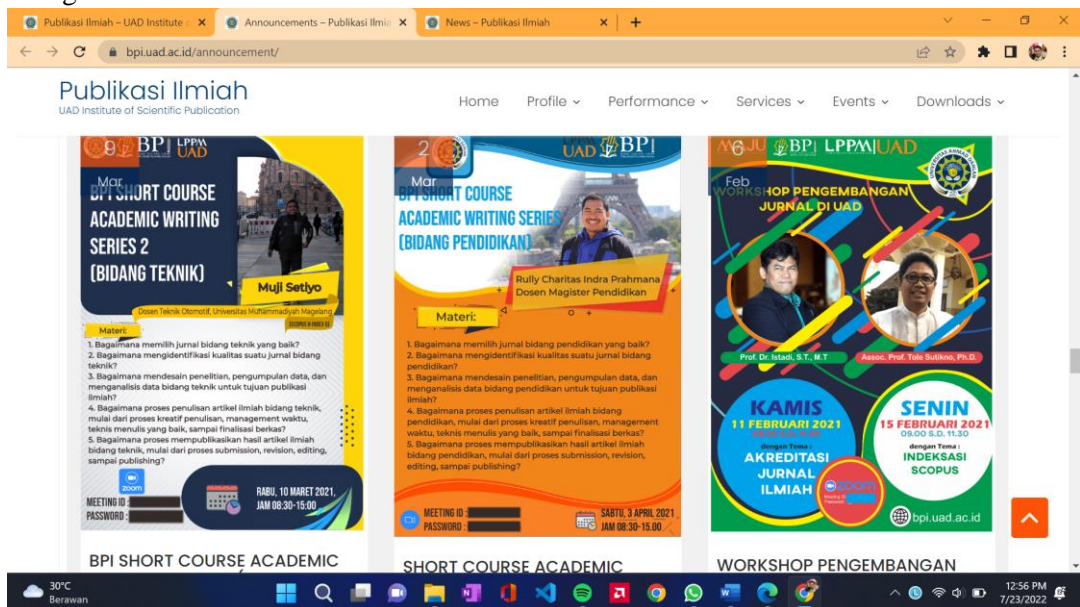 Publikasi Ilmiah – UAD Institute
Announcements – Publikasi Ilmia
News – Publikasi Ilmiah
bpi.uad.ac.id/announcement/
Publikasi Ilmiah
UAD Institute of Scientific Publication
Home Profile Performance Services Events Downloads
9
Mar
BPI LPPM
UAD
BPI SHORT COURSE
ACADEMIC WRITING
SERIES 2
(BIDANG TEKNIK)
Muji Setiyo
Dosen Teknik Otomotif, Universitas Muhammadiyah Magelang
Materi:
1. Bagaimana memilih jurnal bidang teknik yang baik?
2. Bagaimana mengidentifikasi kualitas suatu jurnal bidang
teknik?
3. Bagaimana mendesain penelitian, pengumpulan data, dan
menganalisis data bidang teknik untuk tujuan publikasi
ilmiah?
4. Bagaimana proses penulisan artikel ilmiah bidang teknik,
mulai dari proses kreatif penulisan, management waktu,
teknis menulis yang baik, sampai finalisasi berkas?
5. Bagaimana proses mempublikasikan hasil artikel ilmiah
bidang teknik, mulai dari proses submission, revision, editing,
sampai publishing?
zoom
MEETING ID :
PASSWORD :
RABU, 10 MARET 2021,
JAM 08:30-15:00
BPI SHORT COURSE ACADEMIC
2
Mar
UAD BPI
BPI SHORT COURSE
ACADEMIC WRITING SERIES
(BIDANG PENDIDIKAN)
Rully Charitas Indra Prahmana
Dosen Magister Pendidikan
Materi:
1. Bagaimana memilih jurnal bidang pendidikan yang baik?
2. Bagaimana mengidentifikasi kualitas suatu jurnal bidang
pendidikan?
3. Bagaimana mendesain penelitian, pengumpulan data, dan
menganalisis data bidang pendidikan untuk tujuan publikasi
ilmiah?
4. Bagaimana proses penulisan artikel ilmiah bidang
pendidikan, mulai dari proses kreatif penulisan, management
waktu, teknis menulis yang baik, sampai finalisasi berkas?
5. Bagaimana proses mempublikasikan hasil artikel ilmiah
bidang pendidikan, mulai dari proses submission, revision,
editing, sampai publishing?
MEETING ID :
PASSWORD :
SABTU, 3 APRIL 2021
JAM 08:30-15.00
SHORT COURSE ACADEMIC
6
Feb
MAJU BPI LPPM UAD
WORKSHOP PENGEMBANGAN
JURNAL DI UAD
Prof. Dr. Istadi, S.T., M.T
Assoc. Prof. Tole Sutikno, Ph.D.
KAMIS
11 FEBRUARI 2021
dengan Tema :
AKREDITASI
JURNAL
ILMIAH
zoom
SENIN
15 FEBRUARI 2021
09.00 S.D. 11.30
dengan Tema :
INDEKSASI
SCOPUS
bpi.uad.ac.id
WORKSHOP PENGEMBANGAN
30°C
Berawan
12:56 PM
7/23/2022